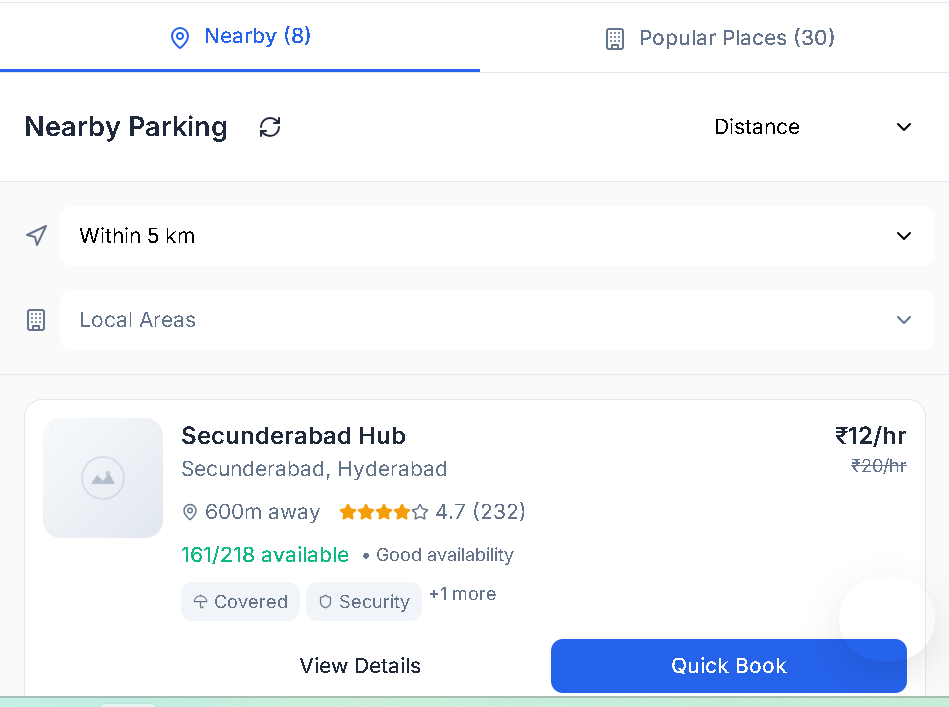 Nearby (8)
Popular Places (30)
Nearby Parking
Distance
Within 5 km
Local Areas
Secunderabad Hub
₹12/hr
Secunderabad, Hyderabad
₹20/hr
600m away 4.7 (232)
161/218 available • Good availability
Covered Security +1 more
View Details
Quick Book